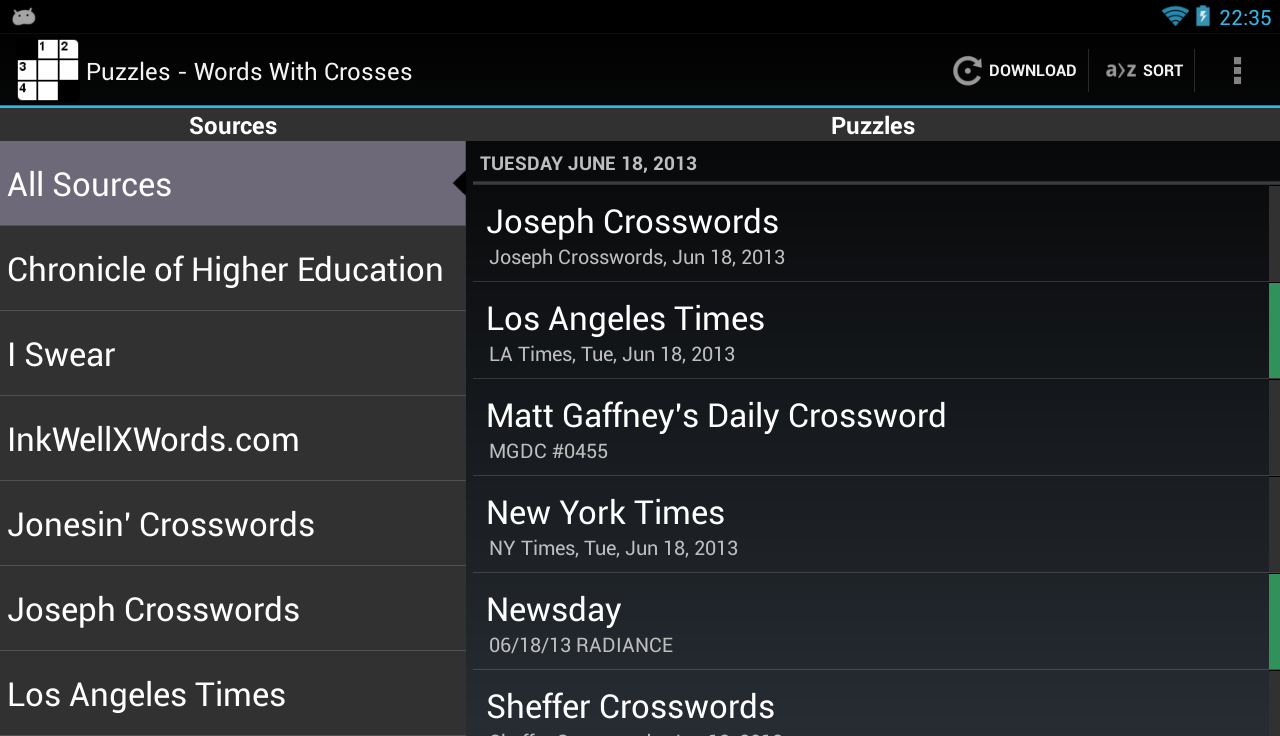 22:35
1 2
3
4
Puzzles - Words With Crosses
DOWNLOAD
a z SORT
Sources
All Sources
Chronicle of Higher Education
I Swear
InkWellXWords.com
Jonesin' Crosswords
Joseph Crosswords
Los Angeles Times
Puzzles
TUESDAY JUNE 18, 2013
Joseph Crosswords
Joseph Crosswords, Jun 18, 2013
Los Angeles Times
LA Times, Tue, Jun 18, 2013
Matt Gaffney's Daily Crossword
MGDC #0455
New York Times
NY Times, Tue, Jun 18, 2013
Newsday
06/18/13 RADIANCE
Sheffer Crosswords